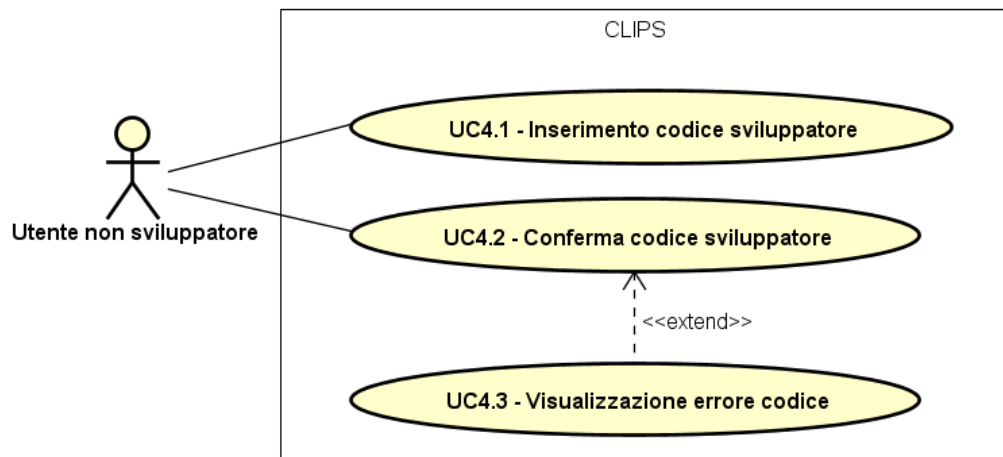 CLIPS
UC4.1 - Inserimento codice sviluppatore
Utente non sviluppatore
UC4.2 - Conferma codice sviluppatore
<<extend>>
UC4.3 - Visualizzazione errore codice